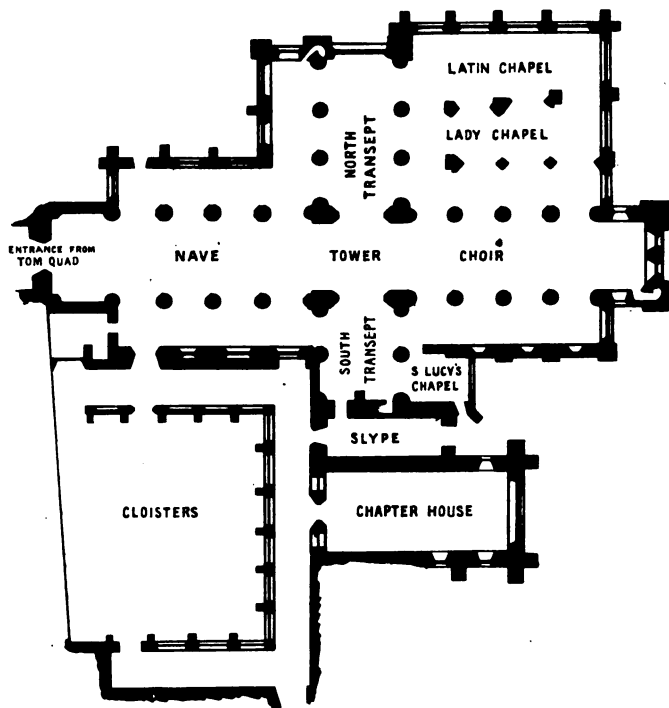 LATIN CHAPEL
LADY CHAPEL
NORTH
TRANSEPT
ENTRANCE FROM
TOM QUAD
NAVE
TOWER
CHOIR
SOUTH
TRANSEPT
S LUCY'S
CHAPEL
SLYPE
CLOISTERS
CHAPTER HOUSE